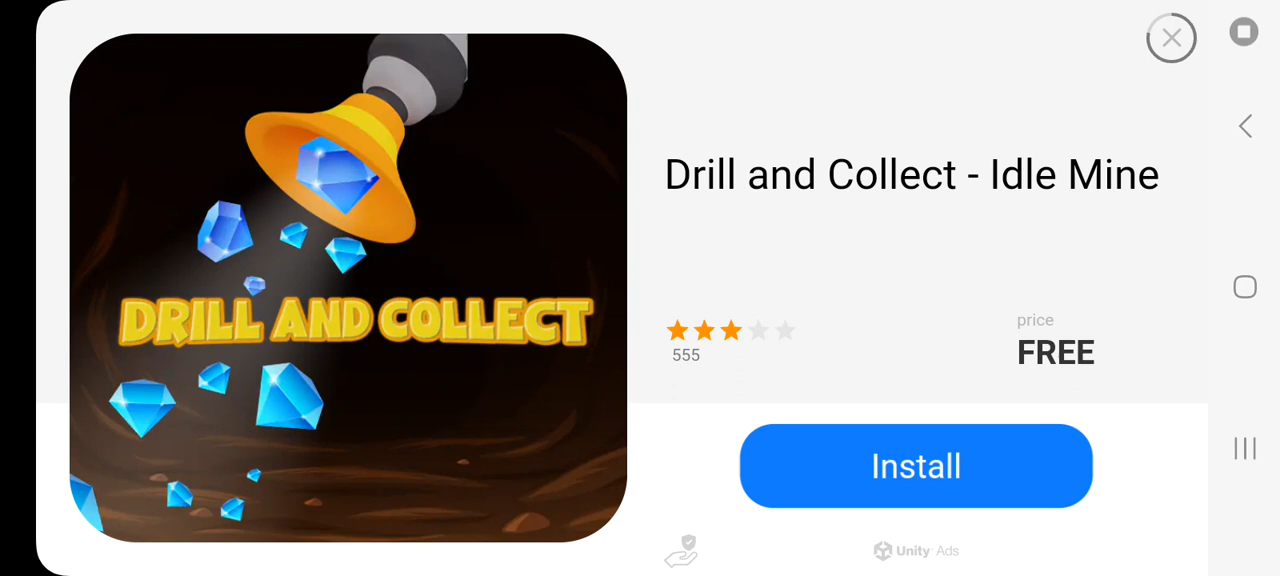 DRILL AND COLLECT
Drill and Collect - Idle Mine
555
price
FREE
Install
Unity Ads